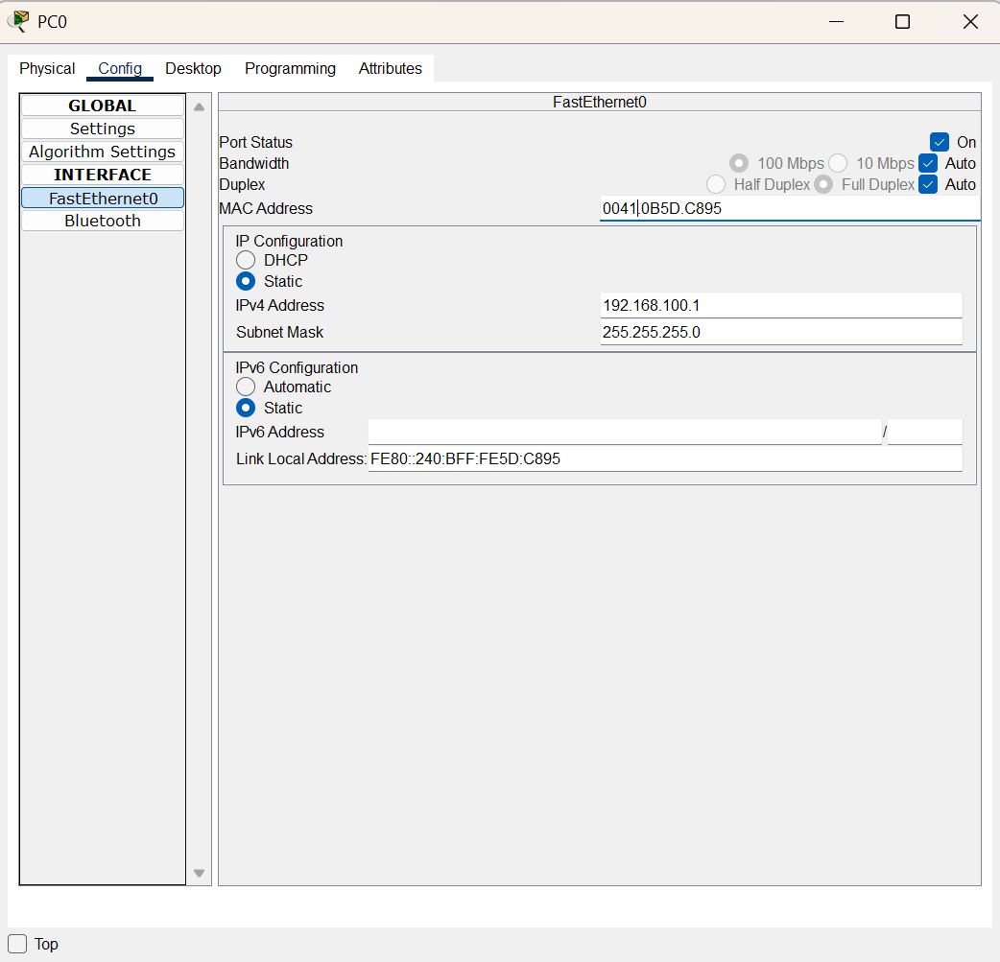 PC0
Physical Config Desktop Programming Attributes
GLOBAL
Settings
Algorithm Settings
INTERFACE
FastEthernet0
Bluetooth
FastEthernet0
Port Status On
Bandwidth 100 Mbps 10 Mbps Auto
Duplex Half Duplex Full Duplex Auto
MAC Address 0041.0B5D.C895
IP Configuration
DHCP
Static
IPv4 Address 192.168.100.1
Subnet Mask 255.255.255.0
IPv6 Configuration
Automatic
Static
IPv6 Address /
Link Local Address: FE80::240:BFF:FE5D:C895
Top